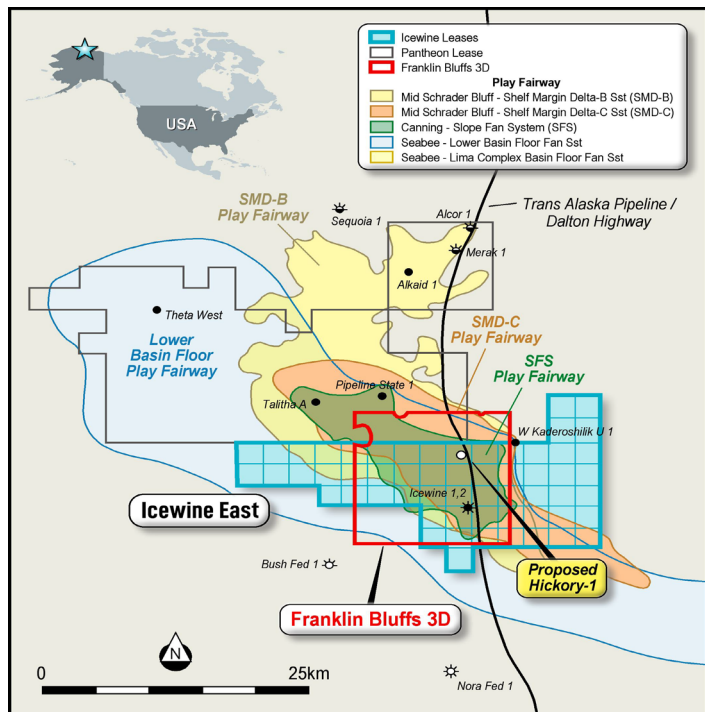 USA
Icewine Leases
Pantheon Lease
Franklin Bluffs 3D
Play Fairway
Mid Schrader Bluff - Shelf Margin Delta-B Sst (SMD-B)
Mid Schrader Bluff - Shelf Margin Delta-C Sst (SMD-C)
Canning - Slope Fan System (SFS)
Seabee - Lower Basin Floor Fan Sst
Seabee - Lima Complex Basin Floor Fan Sst
SMD-B
Play Fairway
Sequoia 1
Alcor 1
Trans Alaska Pipeline /
Dalton Highway
Merak 1
Alkaid 1
Theta West
Lower
Basin Floor
Play Fairway
SMD-C
Play Fairway
SFS
Play Fairway
Pipeline State 1
Talitha A
W Kaderoshilik U 1
Icewine 1,2
Icewine East
Bush Fed 1
Proposed
Hickory-1
Franklin Bluffs 3D
N
0
25km
Nora Fed 1